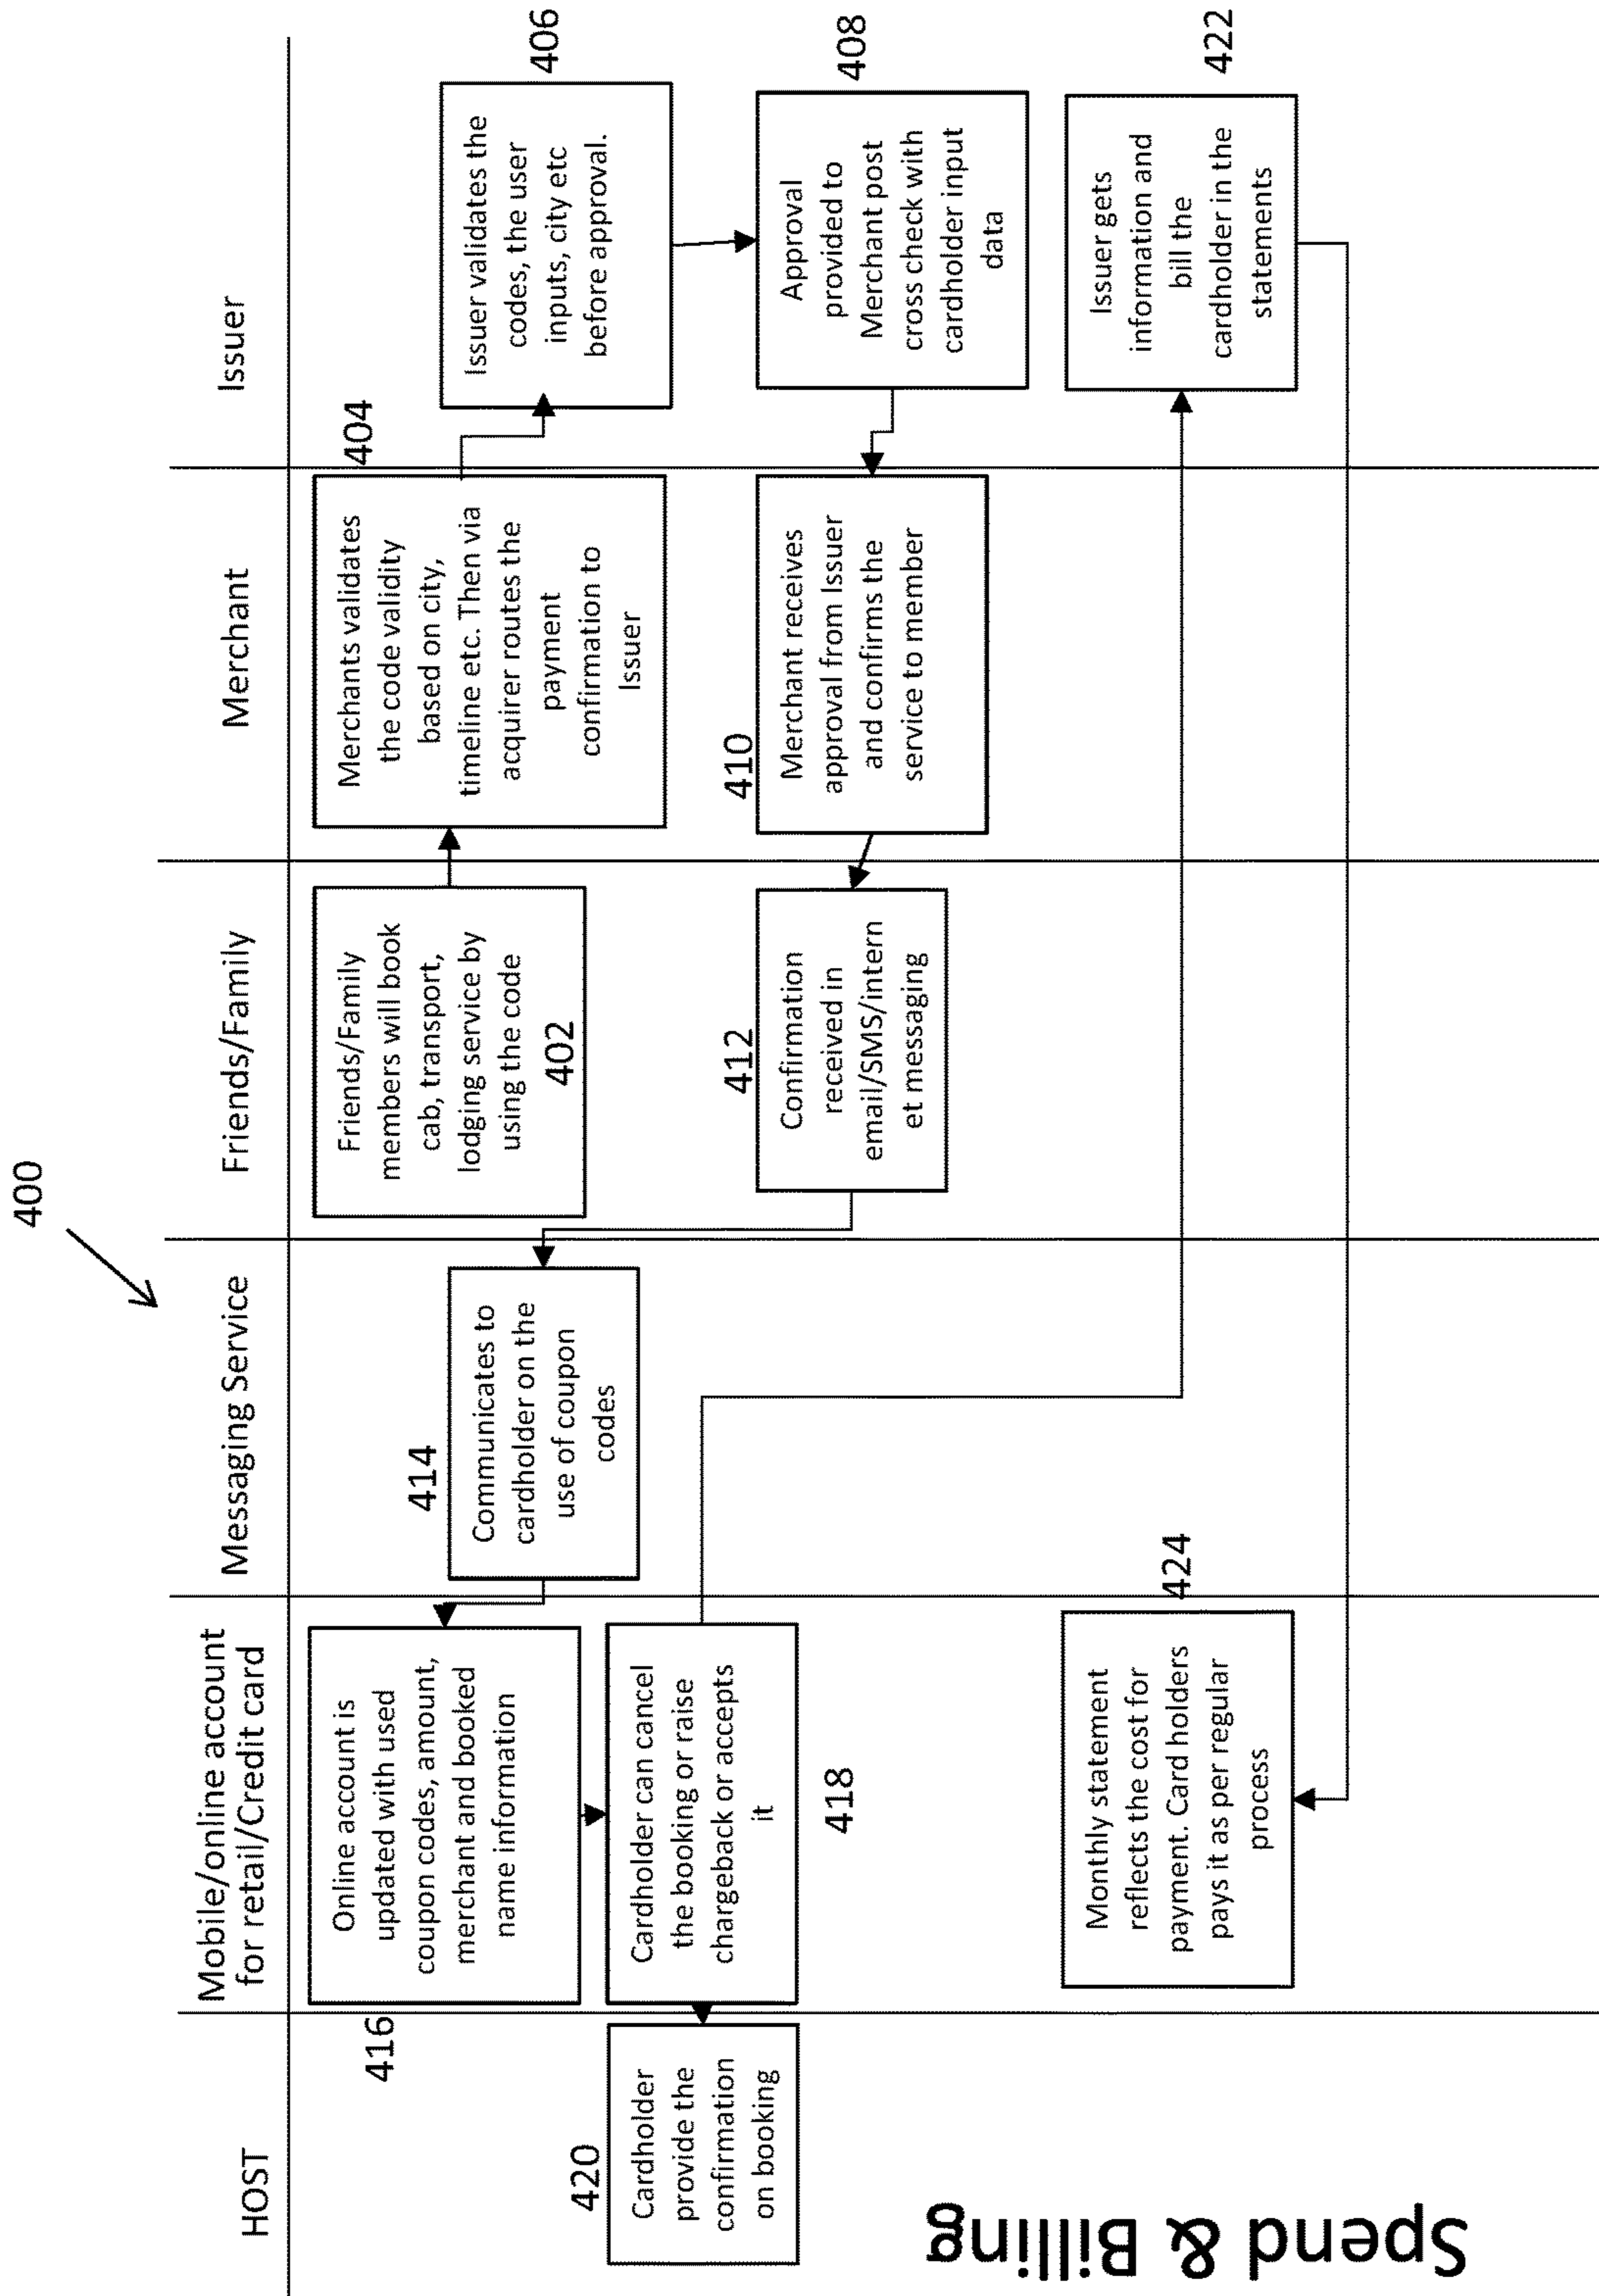 400
HOST
Mobile/online account
for retail/Credit card
Messaging Service
Friends/Family
Merchant
Issuer
Friends/Family
members will book
cab, transport,
lodging service by
using the code
402
404
Merchants validates
the code validity
based on city,
timeline etc. Then via
acquirer routes the
payment
confirmation to
Issuer
406
Issuer validates the
codes, the user
inputs, city etc
before approval.
408
Approval
provided to
Merchant post
cross check with
cardholder input
data
410
Merchant receives
approval from Issuer
and confirms the
service to member
412
Confirmation
received in
email/SMS/intern
et messaging
414
Communicates to
cardholder on the
use of coupon
codes
416
Online account is
updated with used
coupon codes, amount,
merchant and booked
name information
Cardholder can cancel
the booking or raise
chargeback or accepts
it
418
420
Cardholder
provide the
confirmation
on booking
422
Issuer gets
information and
bill the
cardholder in the
statements
424
Monthly statement
reflects the cost for
payment. Card holders
pays it as per regular
process
Spend & Billing